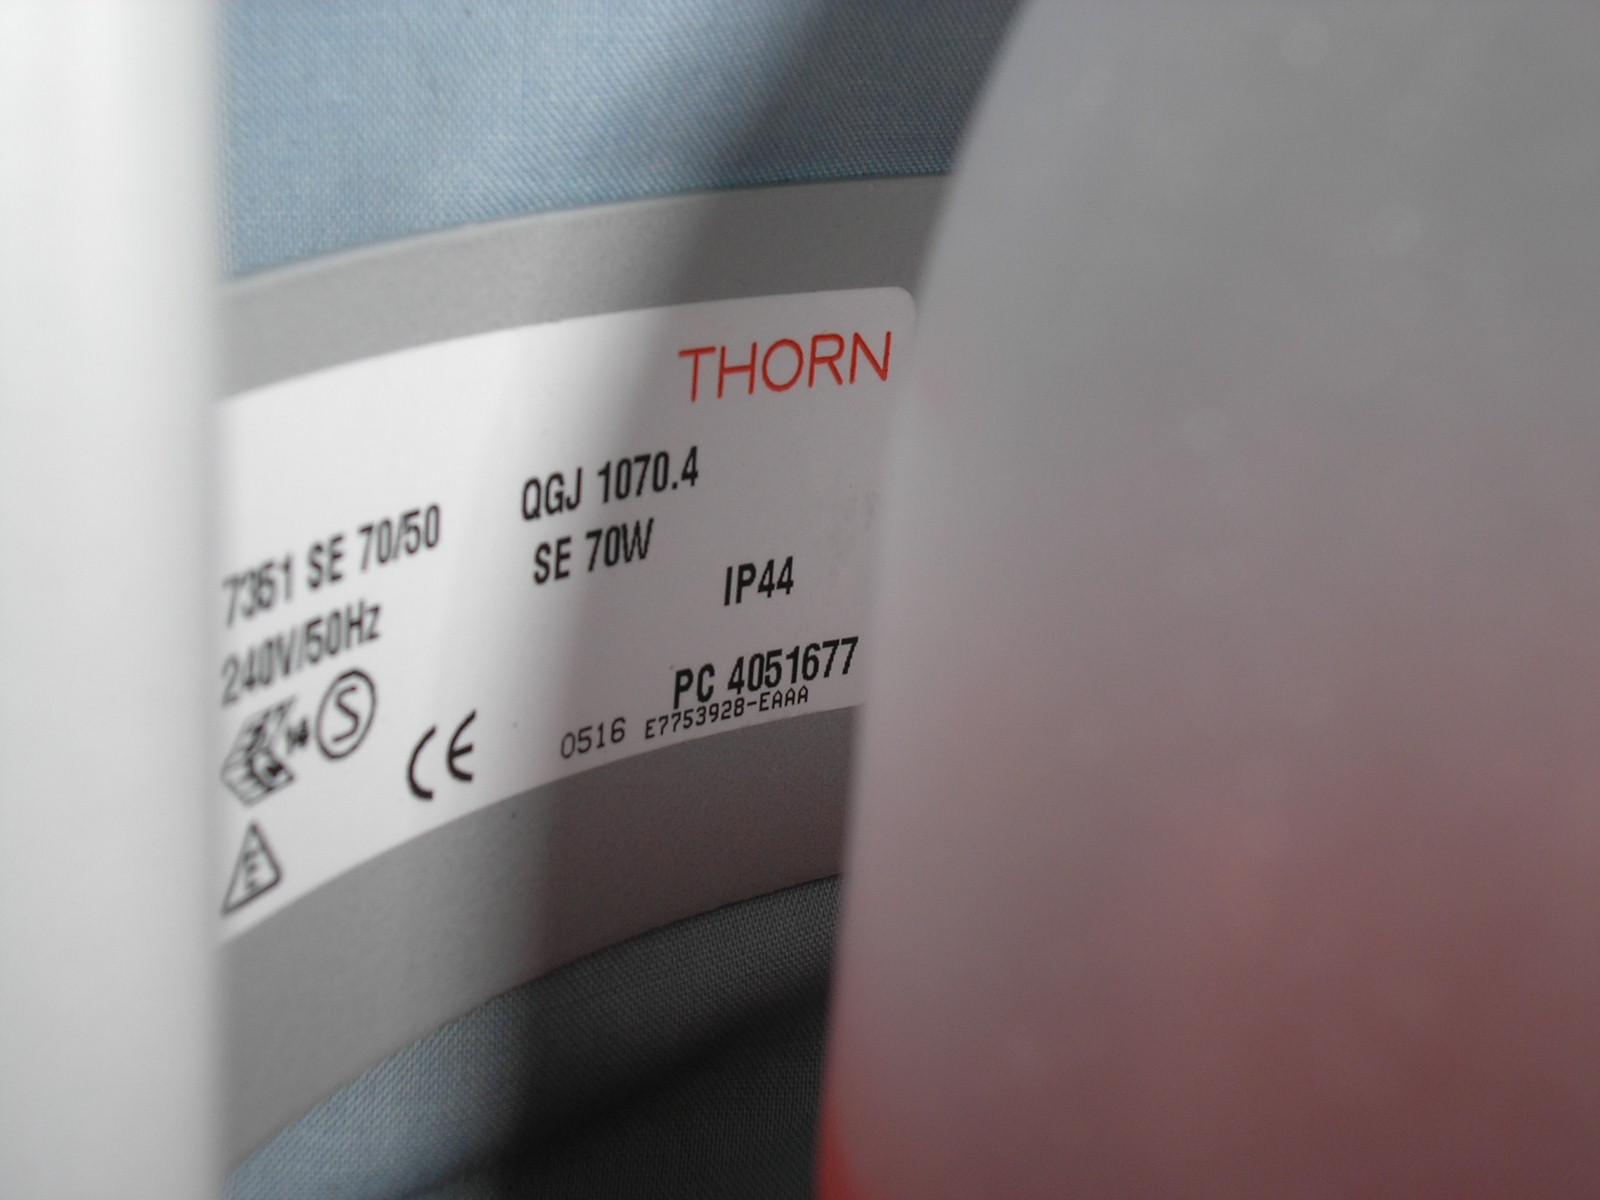 THORN
QGJ 1070.4
7351 SE 70/50
SE 70W
240V/50Hz
IP44
PC 4051677
14 S
CE
0516 E7753928-EAAA
E